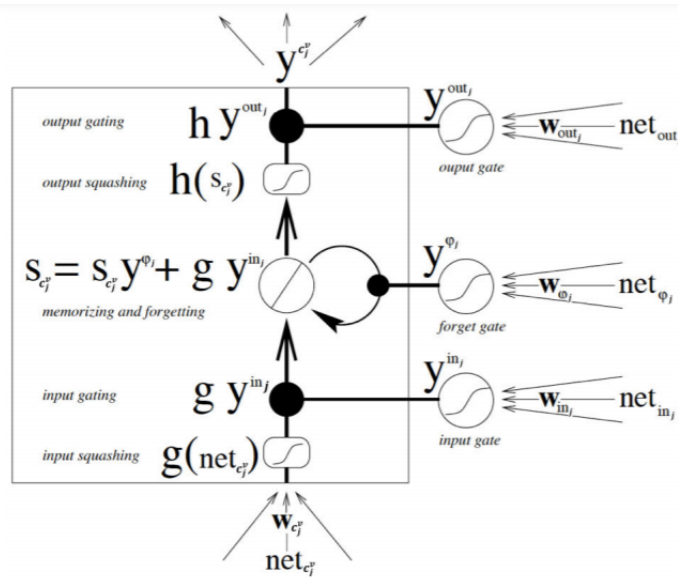 y^{c_j^v}
y^{out_j}
output gating h y^{out_j} w_{out_j} net_{out_j}
ouput gate
output squashing h(s_{c_j^v})
y^{φ_j}
s_{c_j^v} = s_{c_j^v} y^{φ_j} + g y^{in_j} w_{φ_j} net_{φ_j}
memorizing and forgetting
forget gate
y^{in_j}
input gating g y^{in_j} w_{in_j} net_{in_j}
input gate
input squashing g(net_{c_j^v})
w_{c_j^v}
net_{c_j^v}